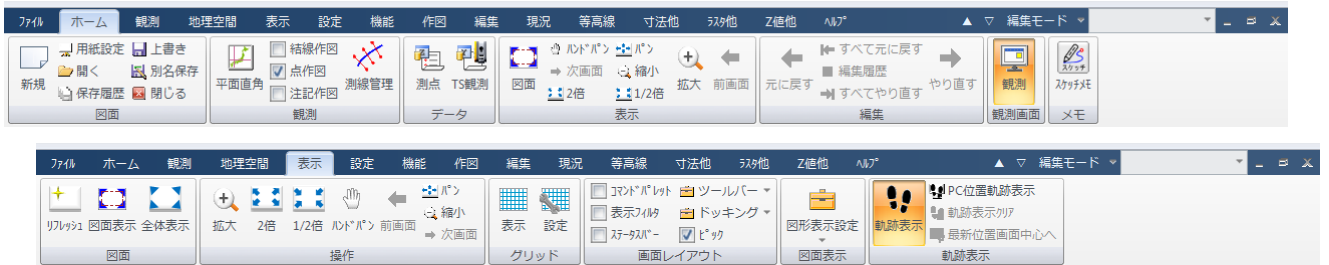 ﾌｧｲﾙ ホーム 観測 地理空間 表示 設定 機能 作図 編集 現況 等高線 寸法他 ﾗｽﾀ他 Z値他 ﾍﾙﾌﾟ ▲ ▽ 編集モード
新規 用紙設定 上書き
開く 別名保存
保存履歴 閉じる
図面
平面直角 結線作図
点作図
注記作図
測線管理
観測
測点 TS観測
データ
図面 ﾊﾝﾄﾞﾊﾟﾝ ﾊﾟﾝ
次画面 縮小
2倍 1/2倍
拡大 前画面
表示
元に戻す すべて元に戻す
編集履歴
すべてやり直す
やり直す
編集
観測
観測画面
ｽｹｯﾁ
ｽｹｯﾁﾒﾓ
メモ
ﾌｧｲﾙ ホーム 観測 地理空間 表示 設定 機能 作図 編集 現況 等高線 寸法他 ﾗｽﾀ他 Z値他 ﾍﾙﾌﾟ ▲ ▽ 編集モード
ﾘﾌﾚｯｼｭ 図面表示 全体表示
図面
拡大 2倍 1/2倍 ﾊﾝﾄﾞﾊﾟﾝ 前画面
ﾊﾟﾝ
縮小
次画面
操作
表示 設定
グリッド
ｺﾏﾝﾄﾞﾊﾟﾚｯﾄ ツールバー
表示ﾌｨﾙﾀ ドッキング
ｽﾃｰﾀｽﾊﾞｰ ﾋﾟｯｸ
画面レイアウト
図形表示設定
図面表示
軌跡表示 PC位置軌跡表示
軌跡表示ｸﾘｱ
最新位置画面中心へ
軌跡表示